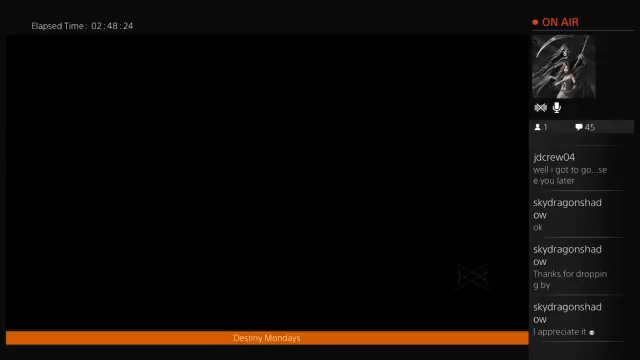 Elapsed Time : 02 : 48 : 24
ON AIR
1 45
jdcrew04
well i got to go...se
e you later
skydragonshad
ow
ok
skydragonshad
ow
Thanks for droppin
g by
skydragonshad
ow
I appreciate it
Destiny Mondays